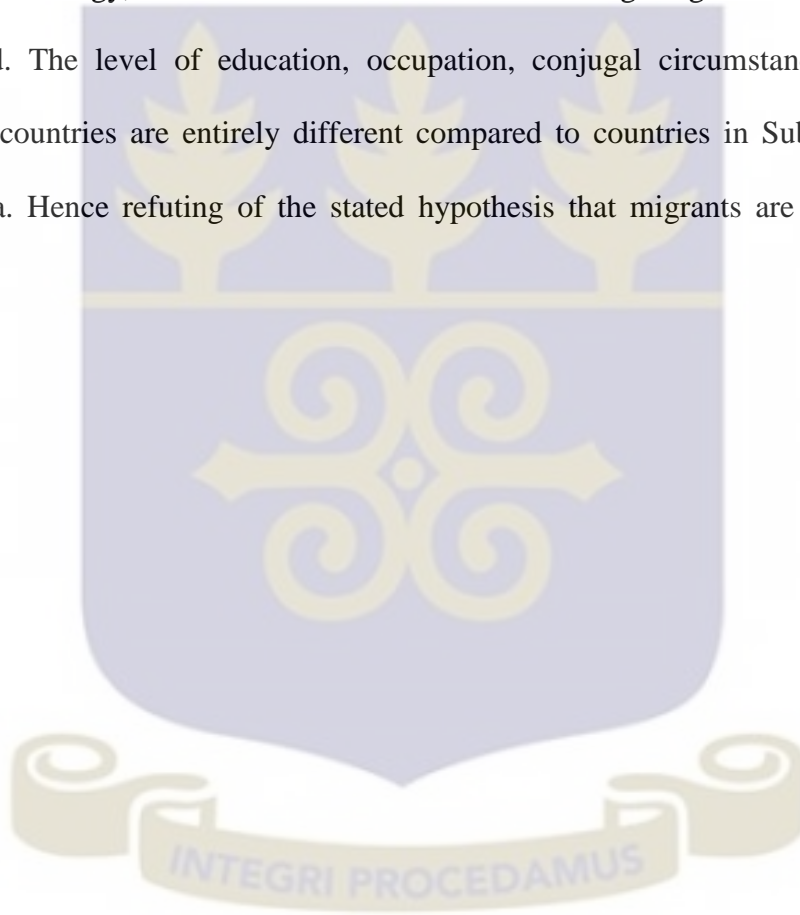 d. The level of education, occupation, conjugal circumstan
countries are entirely different compared to countries in Sub
a. Hence refuting of the stated hypothesis that migrants are
INTEGRI PROCEDAMUS